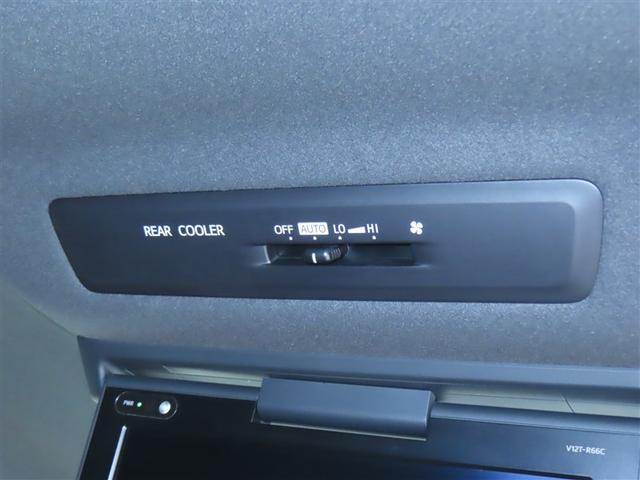 REAR COOLER OFF AUTO LO HI
PWR
V12T-R66C